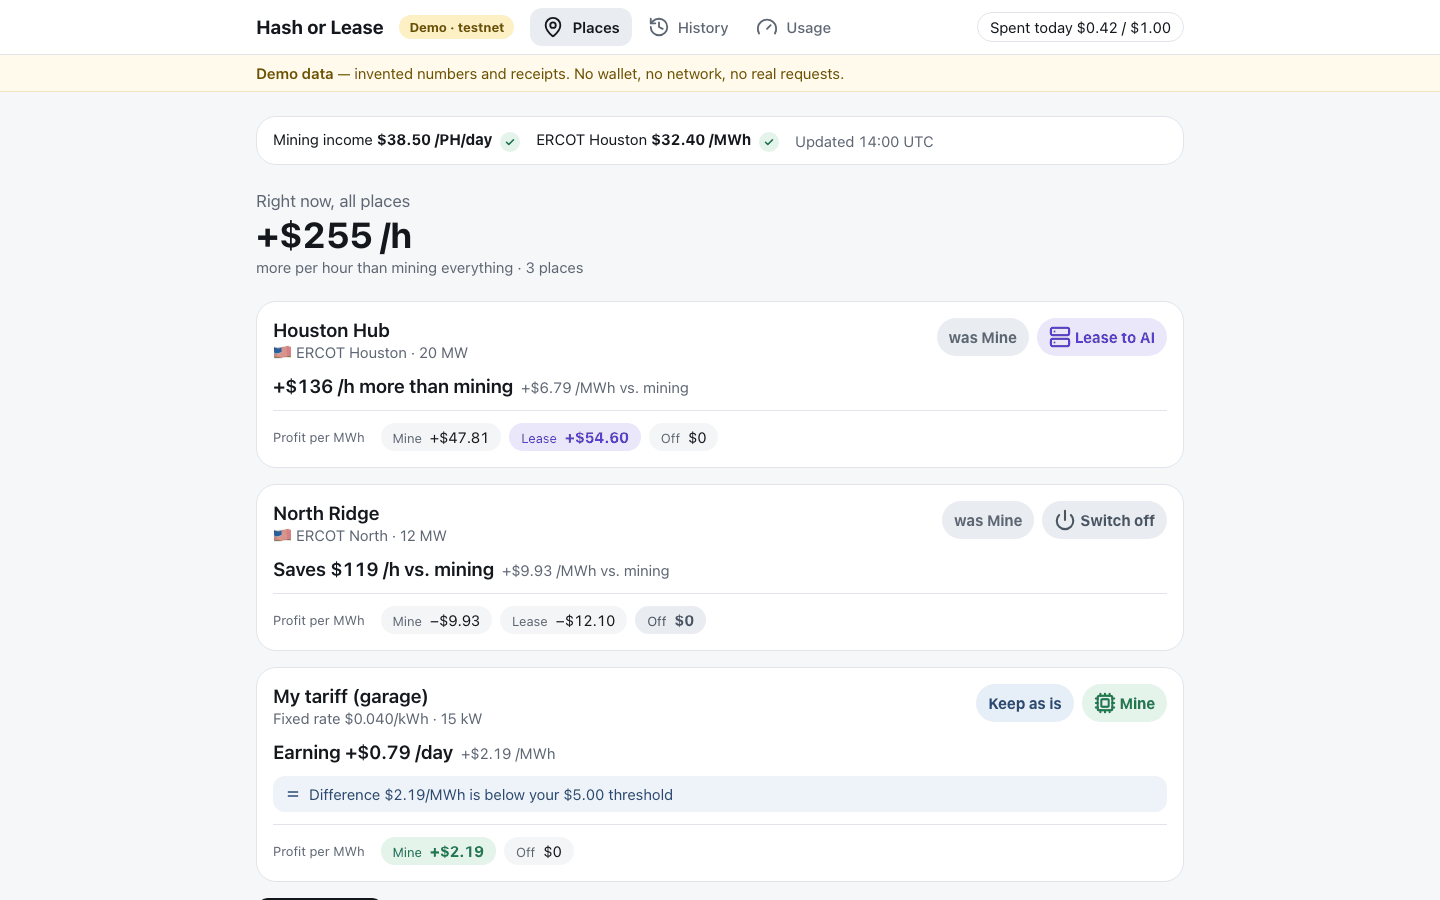 Hash or Lease Demo · testnet Places History Usage Spent today $0.42 / $1.00
Demo data — invented numbers and receipts. No wallet, no network, no real requests.
Mining income $38.50 /PH/day ERCOT Houston $32.40 /MWh Updated 14:00 UTC
Right now, all places
+$255 /h
more per hour than mining everything · 3 places
Houston Hub
was Mine Lease to AI
🇺🇸 ERCOT Houston · 20 MW
+$136 /h more than mining +$6.79 /MWh vs. mining
Profit per MWh Mine +$47.81 Lease +$54.60 Off $0
North Ridge
was Mine Switch off
🇺🇸 ERCOT North · 12 MW
Saves $119 /h vs. mining +$9.93 /MWh vs. mining
Profit per MWh Mine −$9.93 Lease −$12.10 Off $0
My tariff (garage)
Keep as is Mine
Fixed rate $0.040/kWh · 15 kW
Earning +$0.79 /day +$2.19 /MWh
= Difference $2.19/MWh is below your $5.00 threshold
Profit per MWh Mine +$2.19 Off $0